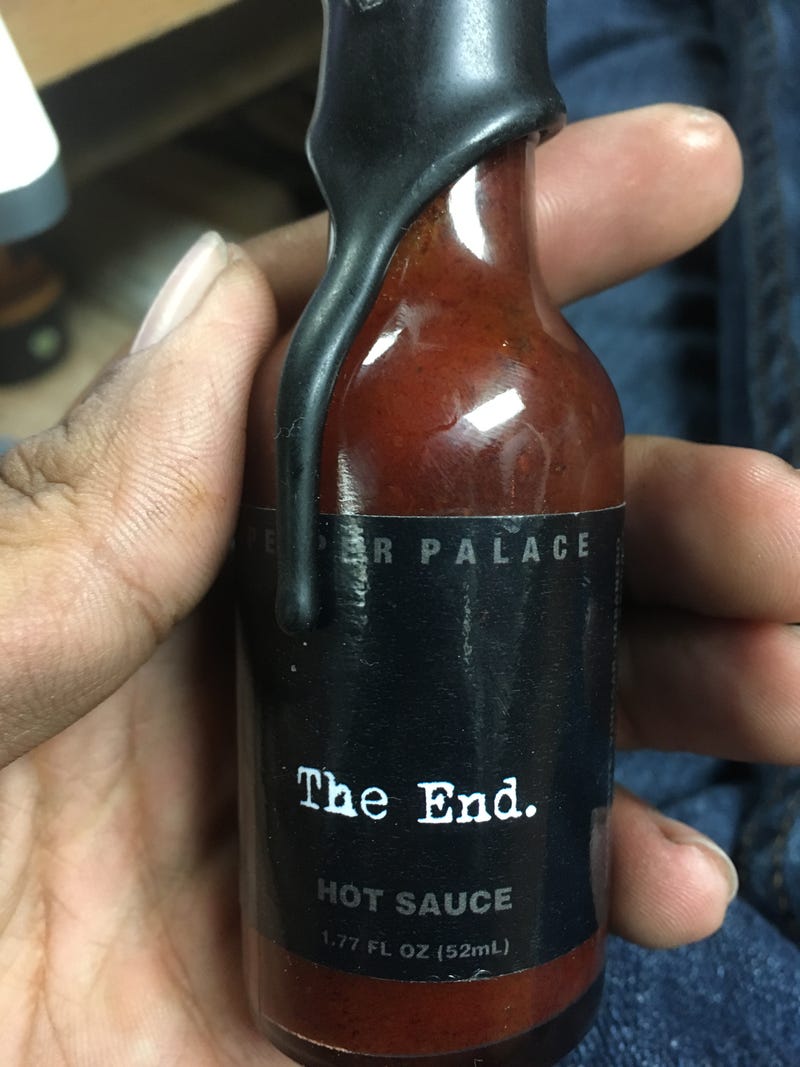 PEPPER PALACE
The End.
HOT SAUCE
1.77 FL OZ (52mL)